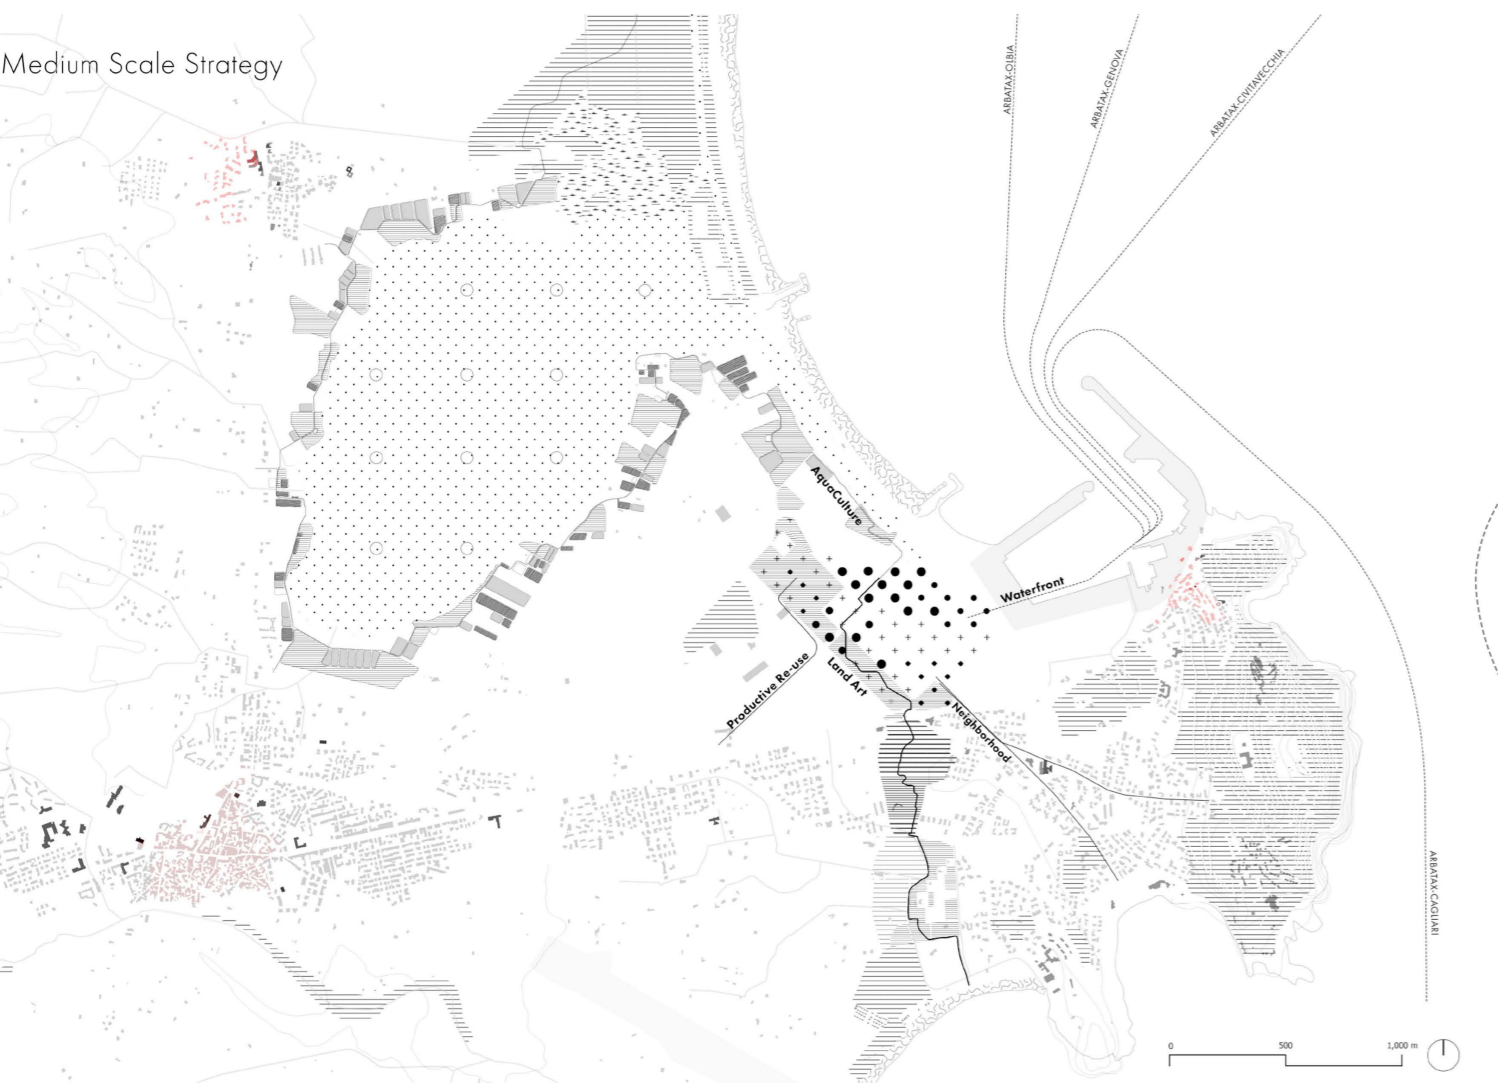 Medium Scale Strategy
ARBATAX-OLBIA
ARBATAX-GENOVA
ARBATAX-CIVITAVECCHIA
AquaCulture
Waterfront
Productive Re-use
Land Art
Neighborhood
ARBATAX-CAGLIARI
0 500 1,000 m